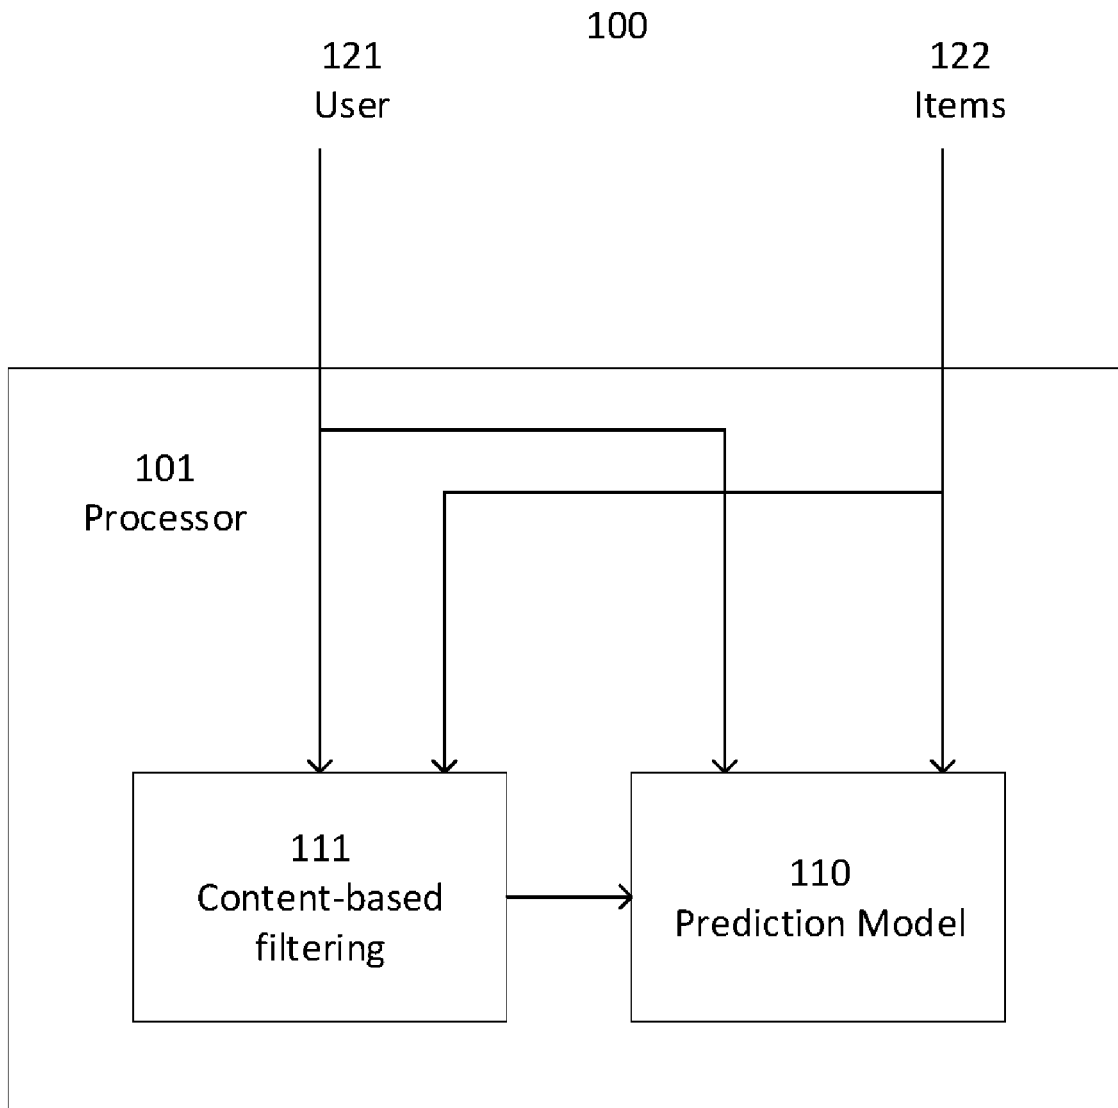 100
121
User
122
Items
101
Processor
111
Content-based
filtering
110
Prediction Model